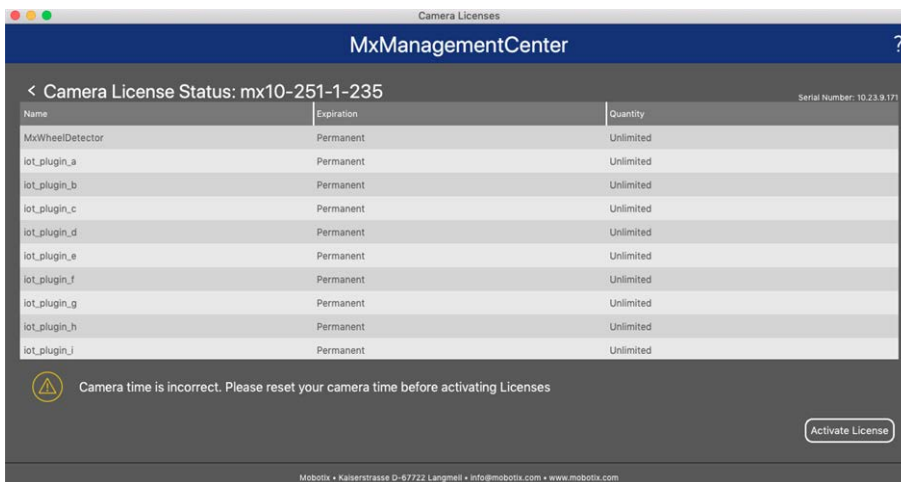 Camera Licenses
MxManagementCenter
?
< Camera License Status: mx10-251-1-235
Serial Number: 10.23.9.171
Name Expiration Quantity
MxWheelDetector Permanent Unlimited
iot_plugin_a Permanent Unlimited
iot_plugin_b Permanent Unlimited
iot_plugin_c Permanent Unlimited
iot_plugin_d Permanent Unlimited
iot_plugin_e Permanent Unlimited
iot_plugin_f Permanent Unlimited
iot_plugin_g Permanent Unlimited
iot_plugin_h Permanent Unlimited
iot_plugin_i Permanent Unlimited
Camera time is incorrect. Please reset your camera time before activating Licenses
Activate License
Mobotix • Kaiserstrasse D-67722 Langmeil • info@mobotix.com • www.mobotix.com